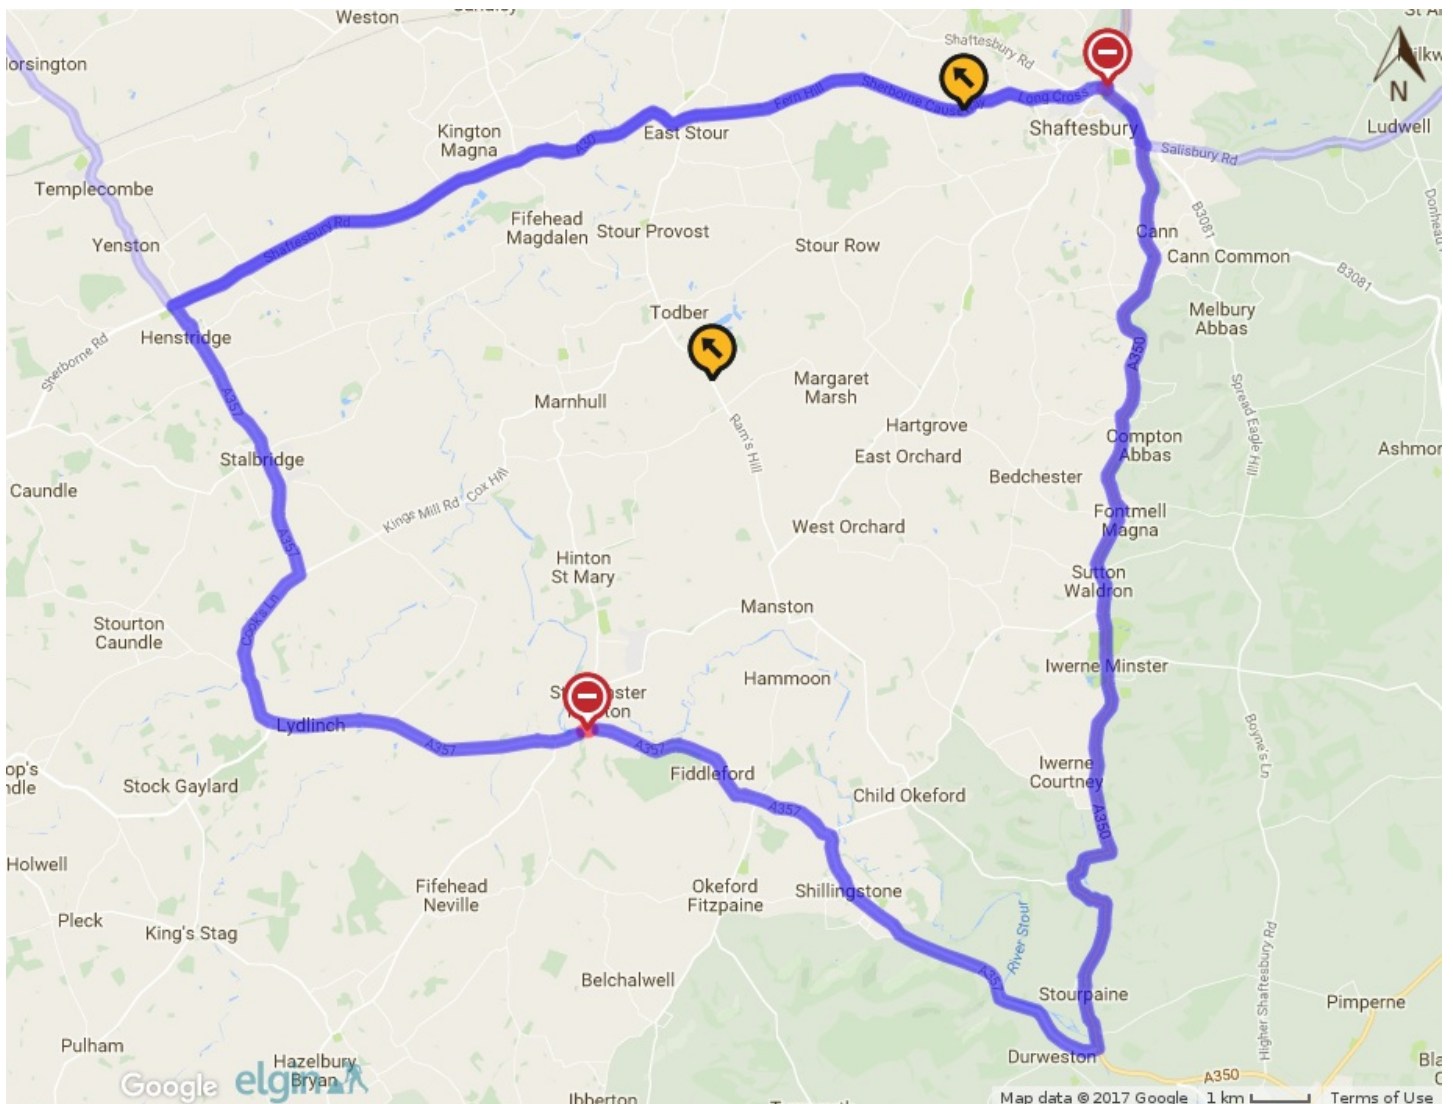 Weston
Shaftesbury Rd
N
Ludwell
Fern Hill
Long Cross
Shaftesbury
Salisbury Rd
Kington
Magna
A30
East Stour
Templecombe
Yenston
Shaftesbury Rd
Fifehead
Magdalen
Stour Provost
Stour Row
B3081
Cann
Cann Common
B3081
Henstridge
Sherborne Rd
Todber
Melbury
Abbas
A350
A357
Marnhull
Margaret
Marsh
Ram's Hill
Hartgrove
East Orchard
Spread Eagle Hill
Compton
Abbas
Stalbridge
Bedchester
Caundle
Kings Mill Rd
Cox Hill
West Orchard
Fontmell
Magna
A357
Hinton
St Mary
Sutton
Waldron
Cook's Ln
Manston
Stourton
Caundle
Iwerne Minster
Hammoon
Lydlinch
A357
A357
Boyne's Ln
Fiddleford
Iwerne
Courtney
Stock Gaylard
Child Okeford
A357
A350
Holwell
Fifehead
Neville
Okeford
Fitzpaine
Shillingstone
Pleck
King's Stag
River Stour
Higher Shaftesbury Rd
Belchalwell
A357
Stourpaine
Pimperne
Pulham
Durweston
Hazelbury
Bryan
A350
Google
elgin
Ibberton
Map data © 2017 Google
1 km
Terms of Use